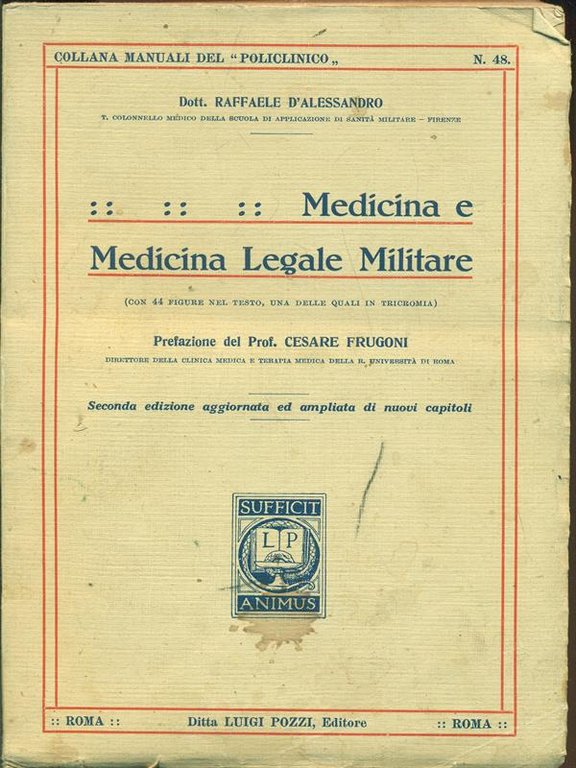 COLLANA MANUALI DEL "POLICLINICO„ N. 48.
Dott. RAFFAELE D'ALESSANDRO
T. COLONNELLO MEDICO DELLA SCUOLA DI APPLICAZIONE DI SANITÀ MILITARE – FIRENZE
:: :: :: Medicina e
Medicina Legale Militare
(CON 44 FIGURE NEL TESTO, UNA DELLE QUALI IN TRICROMIA)
Prefazione del Prof. CESARE FRUGONI
DIRETTORE DELLA CLINICA MEDICA E TERAPIA MEDICA DELLA R. UNIVERSITÀ DI ROMA
Seconda edizione aggiornata ed ampliata di nuovi capitoli
SUFFICIT
L P
ANIMUS
:: ROMA :: Ditta LUIGI POZZI, Editore :: ROMA ::